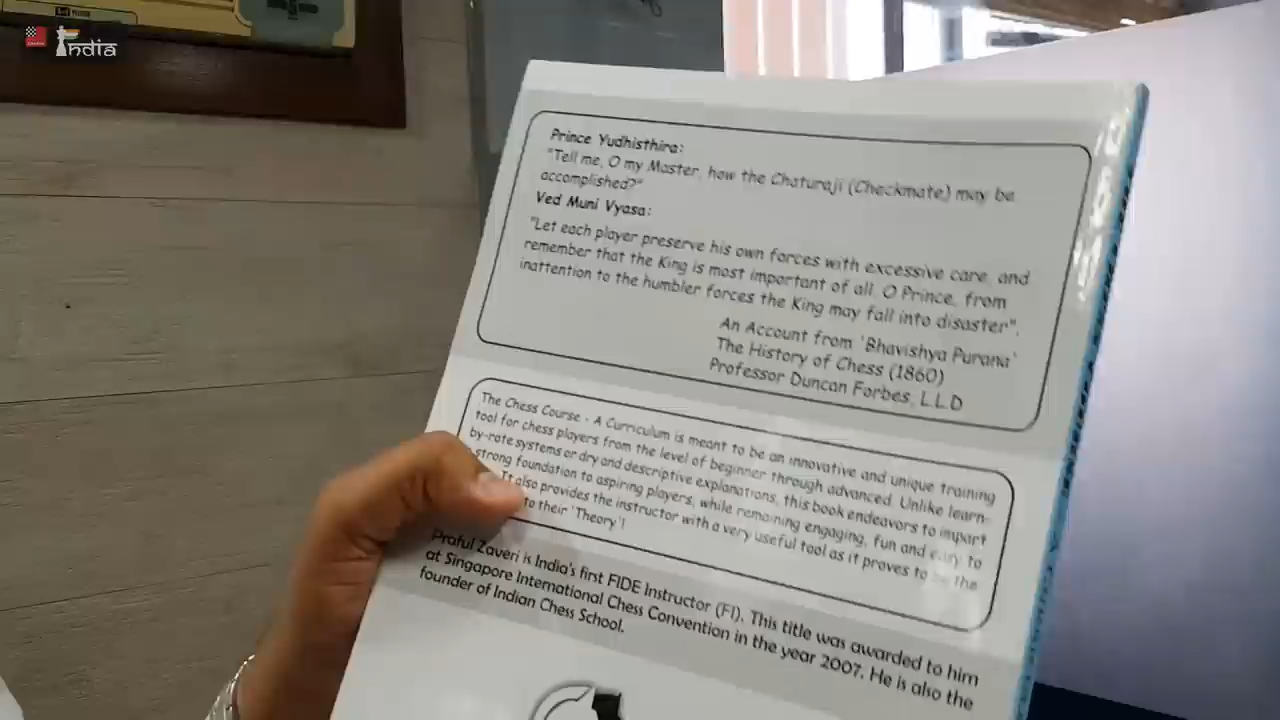 India
Prince Yudhisthira:
"Tell me, O my Master, how the Chaturaji (Checkmate) may be
accomplished?"
Ved Muni Vyasa:
"Let each player preserve his own forces with excessive care, and
remember that the King is most important of all. O Prince, from
inattention to the humbler forces the King may fall into disaster".
An Account from 'Bhavishya Purana'
The History of Chess (1860)
Professor Duncan Forbes, L.L.D
The Chess Course - A Curriculum is meant to be an innovative and unique training
tool for chess players from the level of beginner through advanced. Unlike learn-
by-rote systems or dry and descriptive explanations, this book endeavors to impart
strong foundation to aspiring players, while remaining engaging, fun and easy to
It also provides the instructor with a very useful tool as it proves to be the
to their 'Theory'!
Praful Zaveri is India's first FIDE Instructor (FI). This title was awarded to him
at Singapore International Chess Convention in the year 2007. He is also the
founder of Indian Chess School.